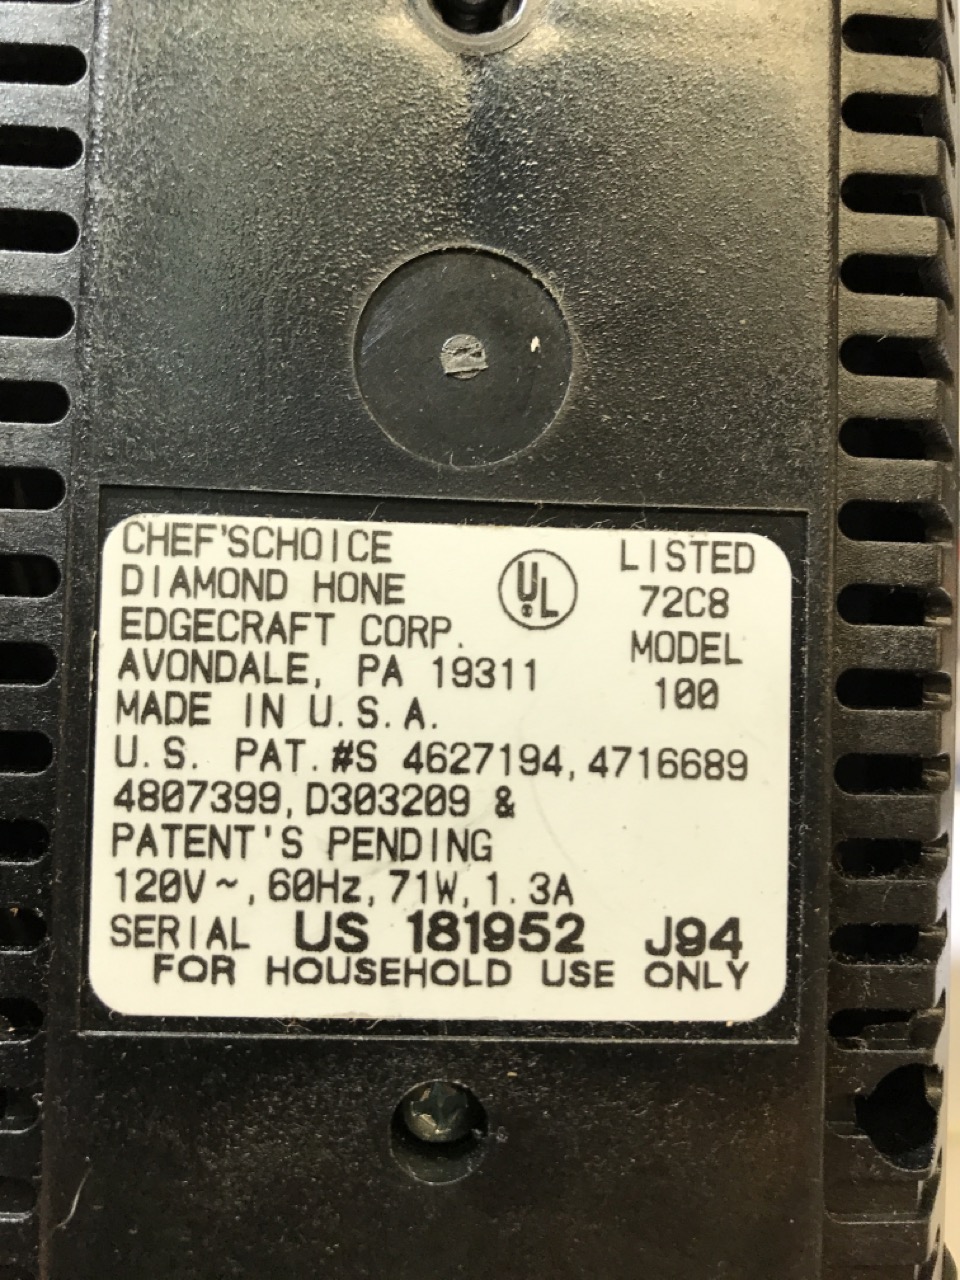 CHEF'SCHOICE
DIAMOND HONE
EDGECRAFT CORP.
AVONDALE, PA 19311
MADE IN U.S.A.
UL
LISTED
72C8
MODEL
100
U.S. PAT.#S 4627194,4716689
4807399,D303209 &
PATENT'S PENDING
120V~,60Hz,71W,1.3A
SERIAL US 181952 J94
FOR HOUSEHOLD USE ONLY